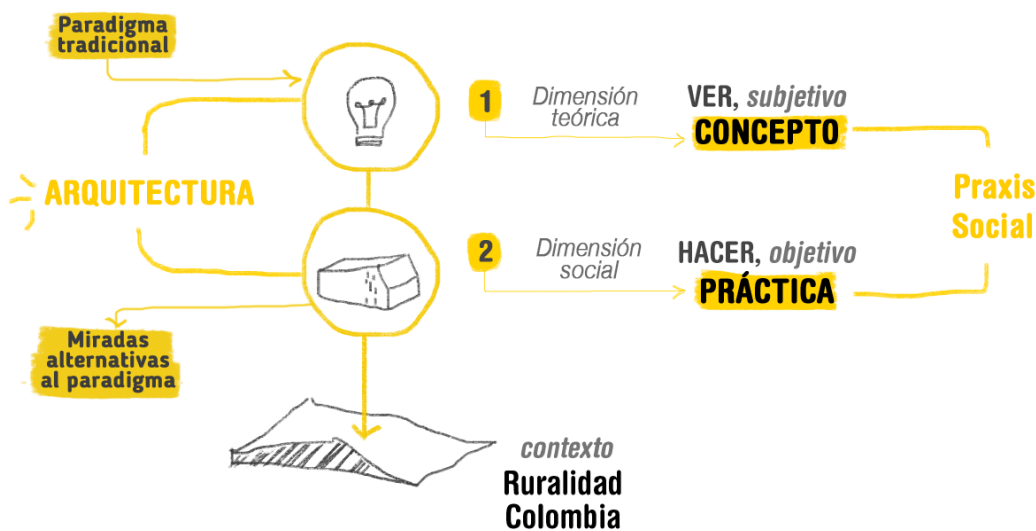 Paradigma
tradicional
1
Dimensión
teórica
VER, subjetivo
CONCEPTO
ARQUITECTURA
Praxis
Social
2
Dimensión
social
HACER, objetivo
PRÁCTICA
Miradas
alternativas
al paradigma
contexto
Ruralidad
Colombia